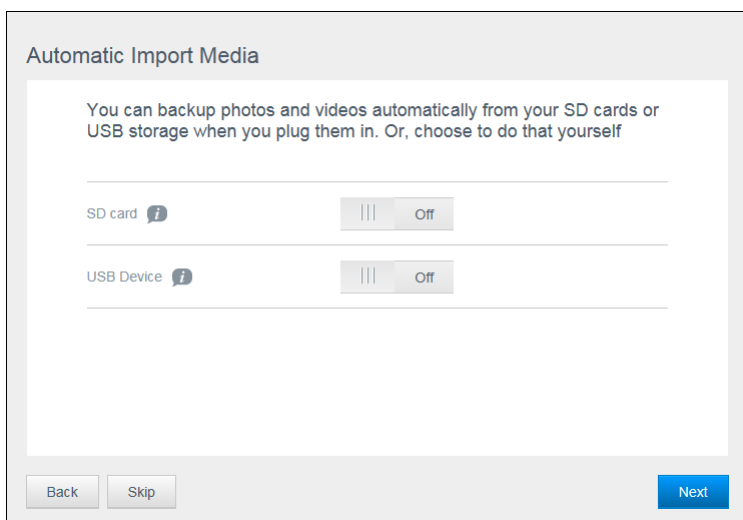 Automatic Import Media
You can backup photos and videos automatically from your SD cards or
USB storage when you plug them in. Or, choose to do that yourself
SD card i Off
USB Device i Off
Back Skip Next